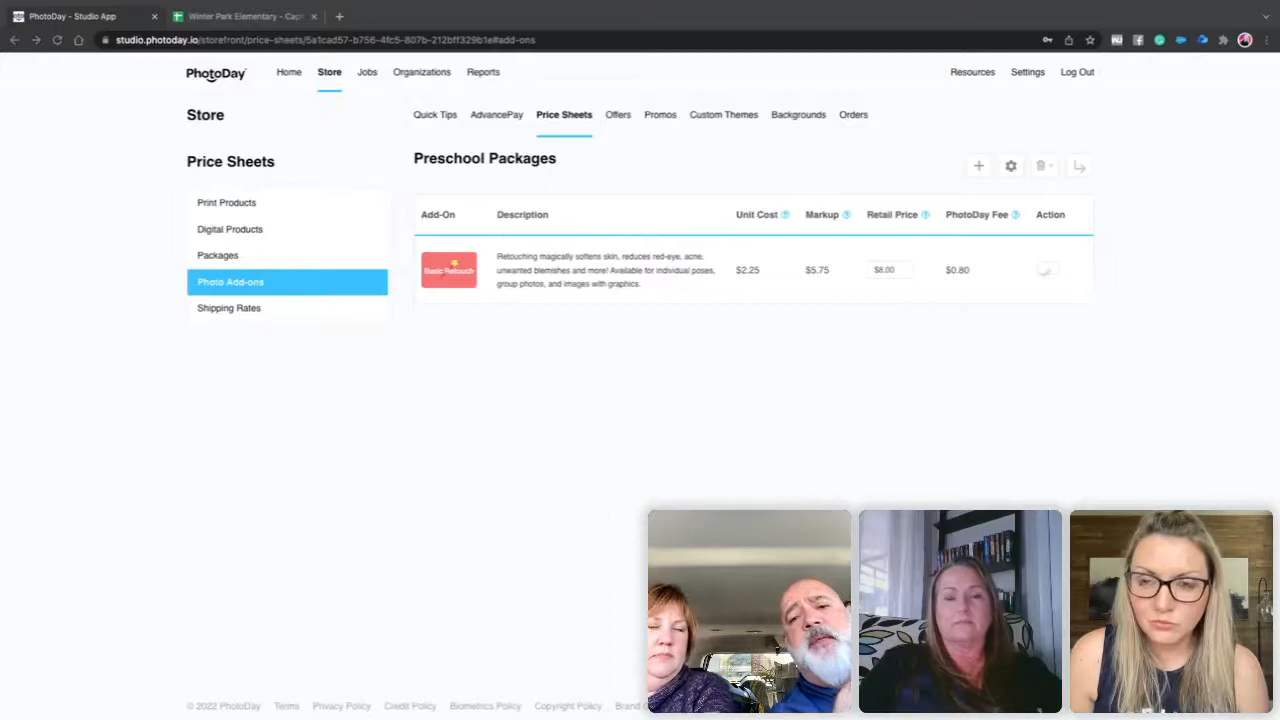 PhotoDay - Studio App
Winter Park Elementary - Cap
studio.photoday.io/storefront/price-sheets/5a1cad57-b756-4fc5-807b-212bff329b1e#add-ons
PhotoDay
Home Store Jobs Organizations Reports
Resources Settings Log Out
Store
Quick Tips AdvancePay Price Sheets Offers Promos Custom Themes Backgrounds Orders
Price Sheets
Preschool Packages
Print Products
Digital Products
Packages
Photo Add-ons
Shipping Rates
Add-On Description Unit Cost Markup Retail Price PhotoDay Fee Action
Basic Retouch
Retouching magically softens skin, reduces red-eye, acne,
unwanted blemishes and more! Available for individual poses,
group photos, and images with graphics.
$2.25 $5.75 $8.00 $0.80
© 2022 PhotoDay Terms Privacy Policy Credit Policy Biometrics Policy Copyright Policy Brand